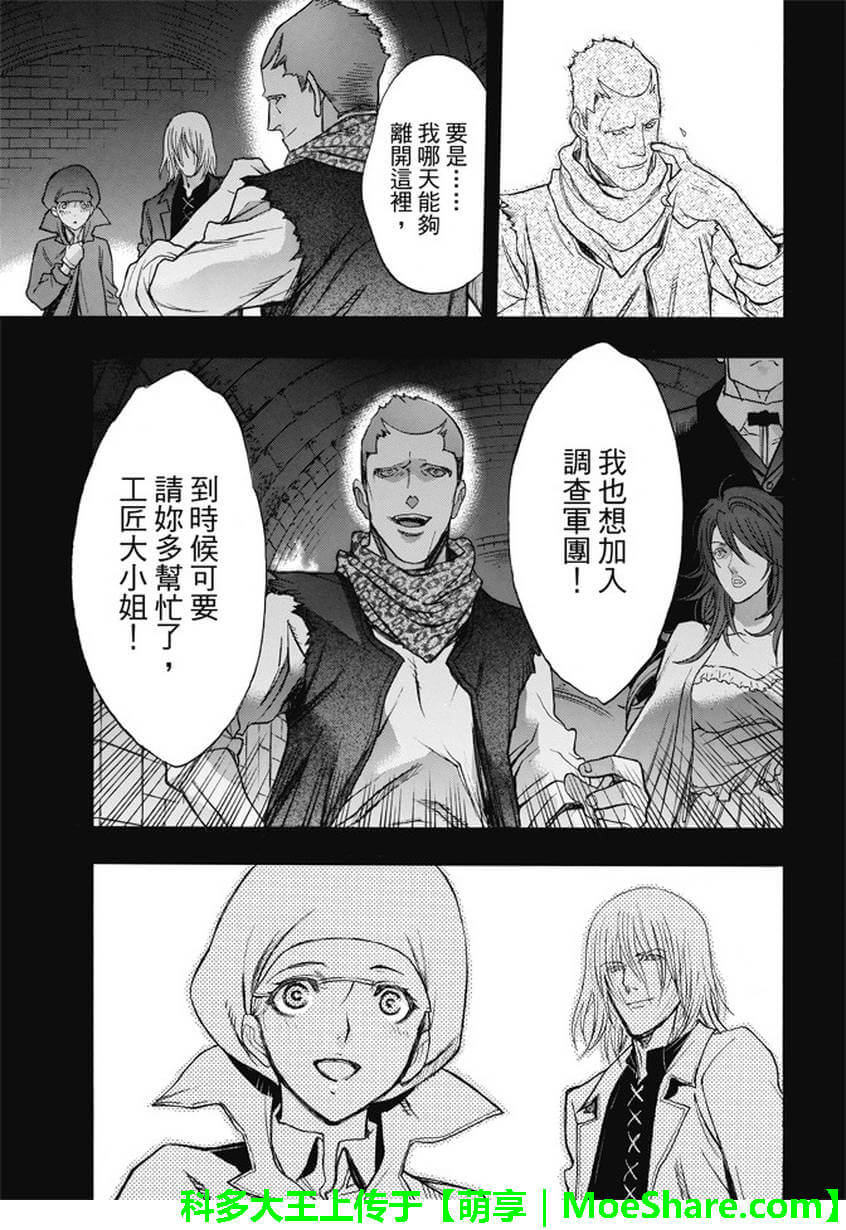 要是……
我哪天能夠
離開這裡，
我也想加入
調查軍團！
到時候可要
請妳多幫忙了，
工匠大小姐！
科多大王上传于【萌享｜MoeShare.com】